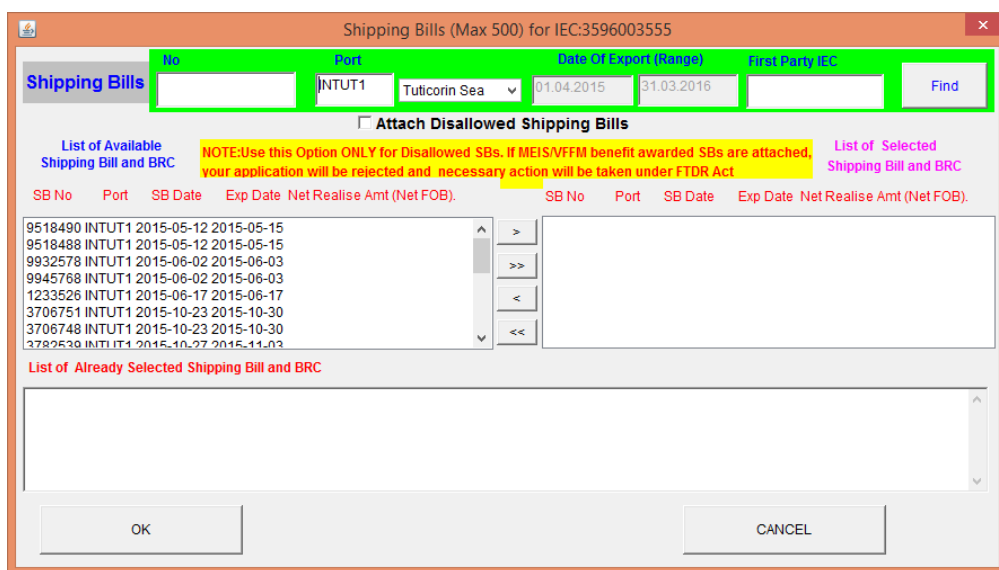 Shipping Bills (Max 500) for IEC:3596003555
x
No Port Date Of Export (Range) First Party IEC
Shipping Bills INTUT1 Tuticorin Sea 01.04.2015 31.03.2016 Find
Attach Disallowed Shipping Bills
List of Available
Shipping Bill and BRC
NOTE:Use this Option ONLY for Disallowed SBs. If MEIS/VFFM benefit awarded SBs are attached,
your application will be rejected and necessary action will be taken under FTDR Act
List of Selected
Shipping Bill and BRC
SB No Port SB Date Exp Date Net Realise Amt (Net FOB).
SB No Port SB Date Exp Date Net Realise Amt (Net FOB).
9518490 INTUT1 2015-05-12 2015-05-15
9518488 INTUT1 2015-05-12 2015-05-15
9932578 INTUT1 2015-06-02 2015-06-03
9945768 INTUT1 2015-06-02 2015-06-03
1233526 INTUT1 2015-06-17 2015-06-17
3706751 INTUT1 2015-10-23 2015-10-30
3706748 INTUT1 2015-10-23 2015-10-30
3782539 INTUT1 2015-10-27 2015-11-03
>
>>
<
<<
List of Already Selected Shipping Bill and BRC
OK CANCEL